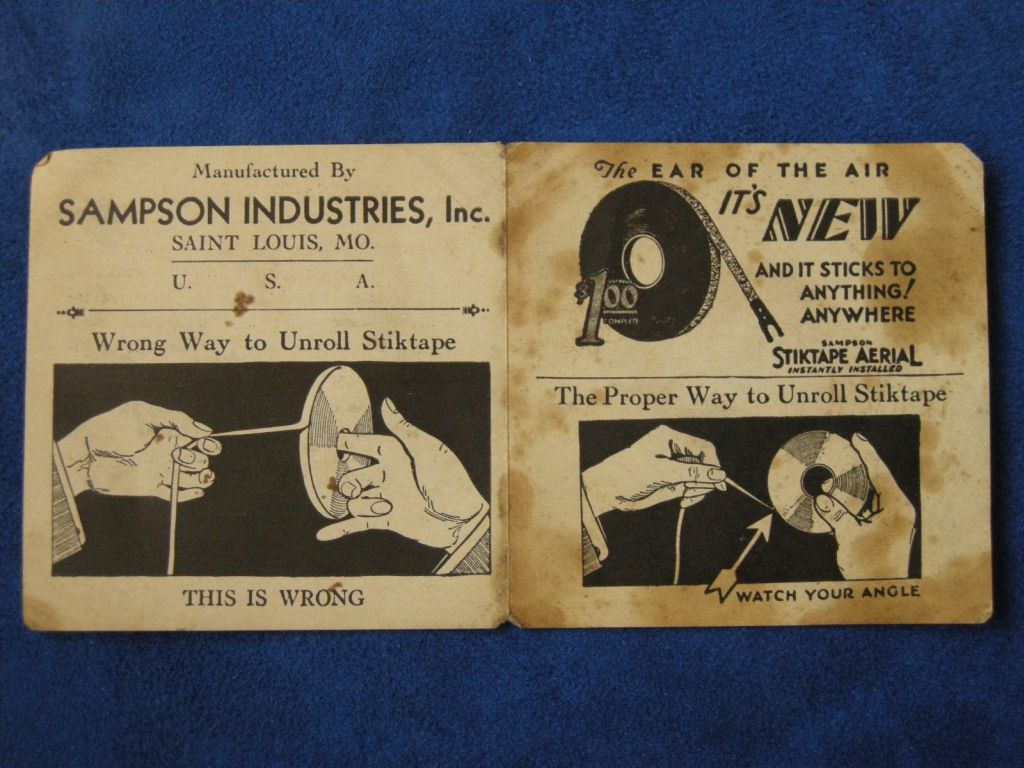 Manufactured By
SAMPSON INDUSTRIES, Inc.
SAINT LOUIS, MO.
U. S. A.
Wrong Way to Unroll Stiktape
THIS IS WRONG
The EAR OF THE AIR
IT'S NEW
AND IT STICKS TO
ANYTHING!
ANYWHERE
$1.00
COMPLETE
SAMPSON
STIKTAPE AERIAL
INSTANTLY INSTALLED
The Proper Way to Unroll Stiktape
WATCH YOUR ANGLE